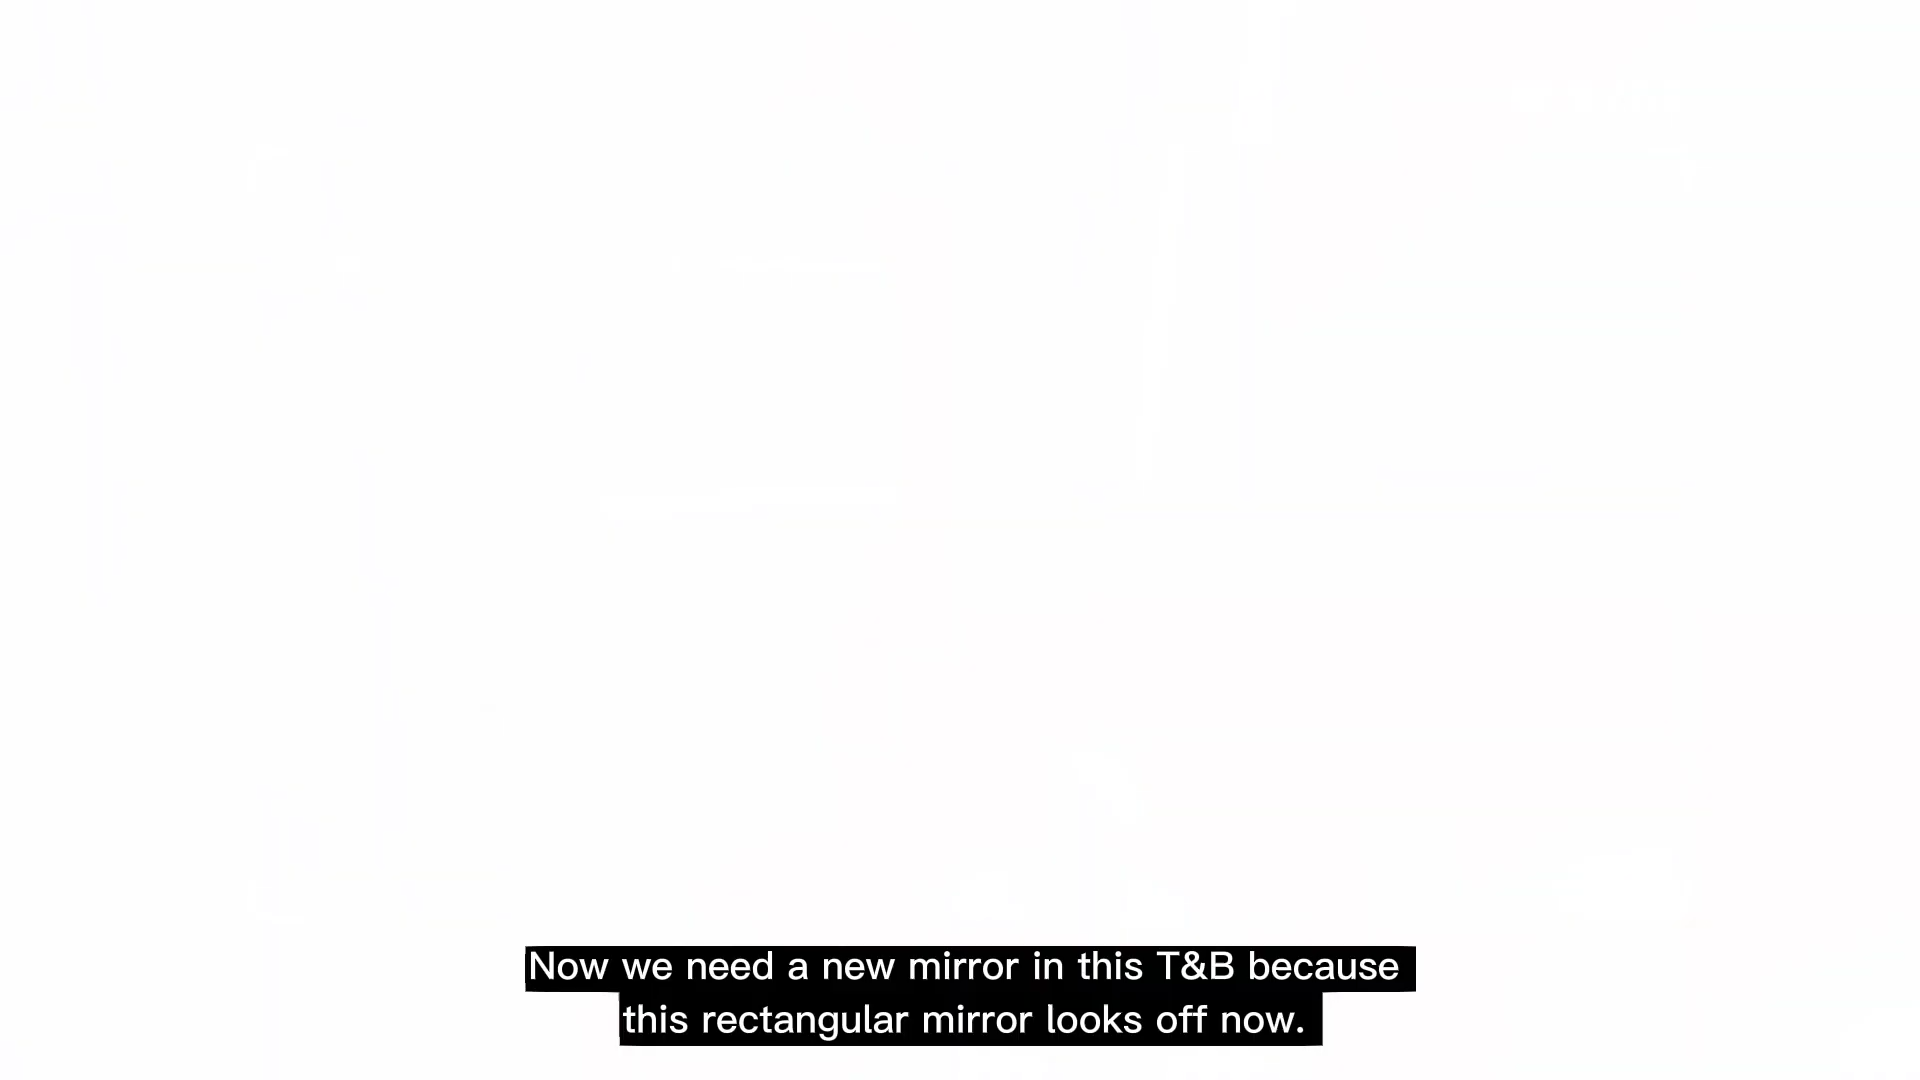 Now we need a new mirror in this T&B because
this rectangular mirror looks off now.